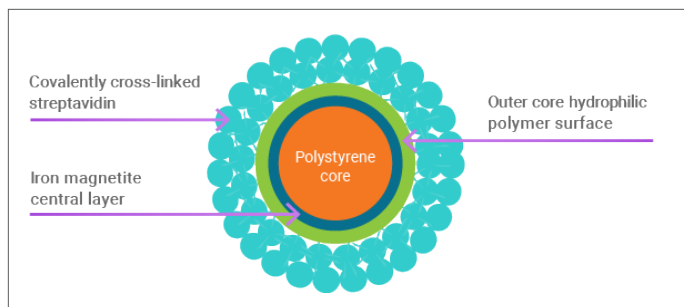 Covalently cross-linked
streptavidin
Outer core hydrophilic
polymer surface
Polystyrene
core
Iron magnetite
central layer